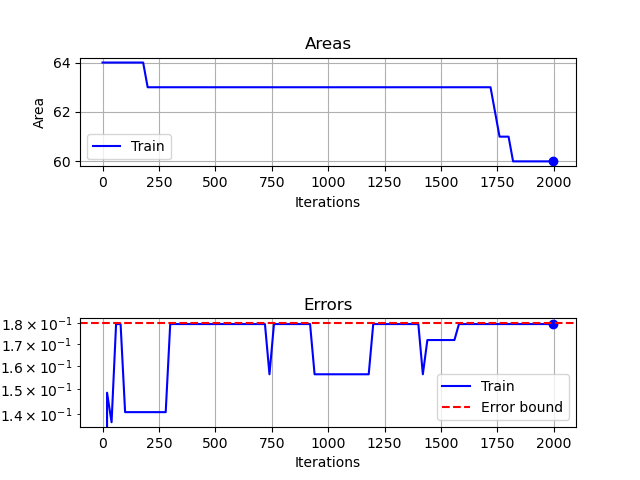 Areas
64
62
60
Area
Train
0 250 500 750 1000 1250 1500 1750 2000
Iterations
Errors
1.8 × 10⁻¹
1.7 × 10⁻¹
1.6 × 10⁻¹
1.5 × 10⁻¹
1.4 × 10⁻¹
Train
Error bound
0 250 500 750 1000 1250 1500 1750 2000
Iterations